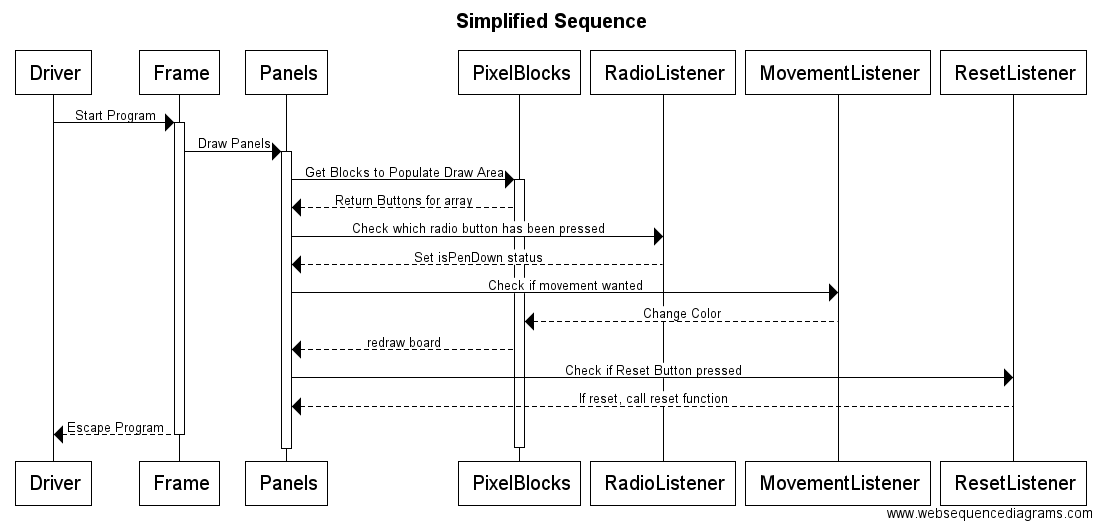 Simplified Sequence
Driver
Frame
Panels
PixelBlocks
RadioListener
MovementListener
ResetListener
Start Program
Draw Panels
Get Blocks to Populate Draw Area
Return Buttons for array
Check which radio button has been pressed
Set isPenDown status
Check if movement wanted
Change Color
redraw board
Check if Reset Button pressed
If reset, call reset function
Escape Program
Driver
Frame
Panels
PixelBlocks
RadioListener
MovementListener
ResetListener
www.websequencediagrams.com